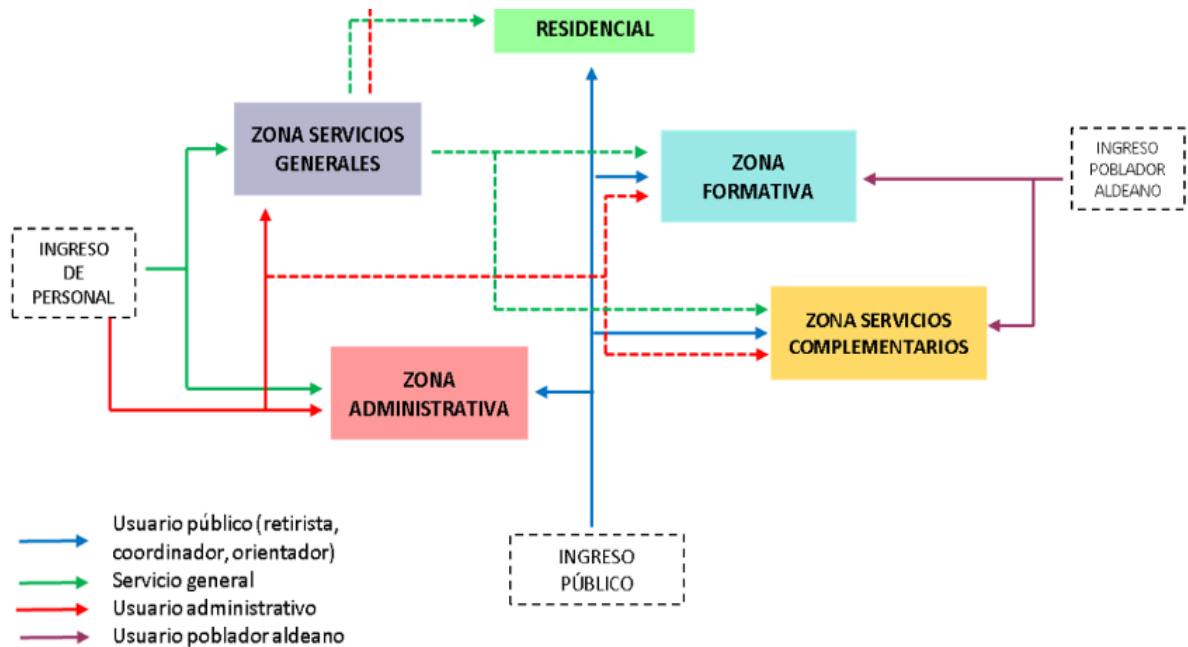 RESIDENCIAL
ZONA SERVICIOS
GENERALES
ZONA
FORMATIVA
INGRESO
POBLADOR
ALDEANO
INGRESO
DE
PERSONAL
ZONA SERVICIOS
COMPLEMENTARIOS
ZONA
ADMINISTRATIVA
INGRESO
PÚBLICO
Usuario público (retirista,
coordinador, orientador)
Servicio general
Usuario administrativo
Usuario poblador aldeano